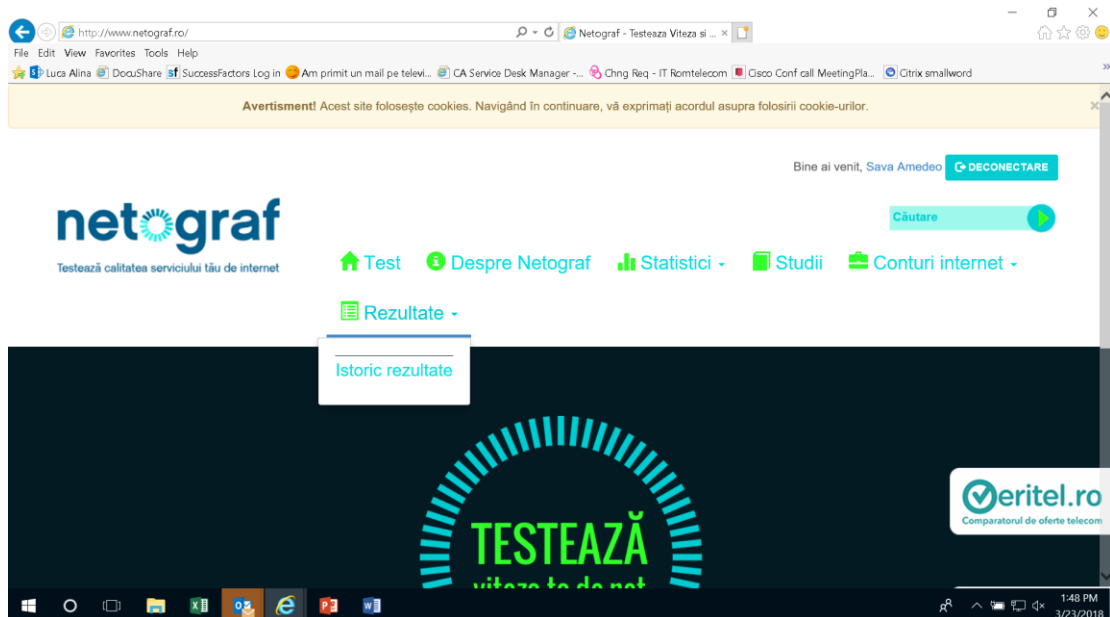 http://www.netograf.ro/
Netograf - Testeaza Viteza si ...
File Edit View Favorites Tools Help
Luca Alina DocuShare SuccessFactors Log in Am primit un mail pe televi... CA Service Desk Manager -... Chng Req - IT Romtelecom Cisco Conf call MeetingPla... Citrix smallword
Avertisment! Acest site folosește cookies. Navigând în continuare, vă exprimați acordul asupra folosirii cookie-urilor.
Bine ai venit, Sava Amedeo DECONECTARE
netograf
Căutare
Testează calitatea serviciului tău de internet
Test Despre Netograf Statistici Studii Conturi internet
Rezultate
Istoric rezultate
Veritel.ro
Comparatorul de oferte telecom
TESTEAZĂ
viteza ta de net
1:48 PM
3/23/2018